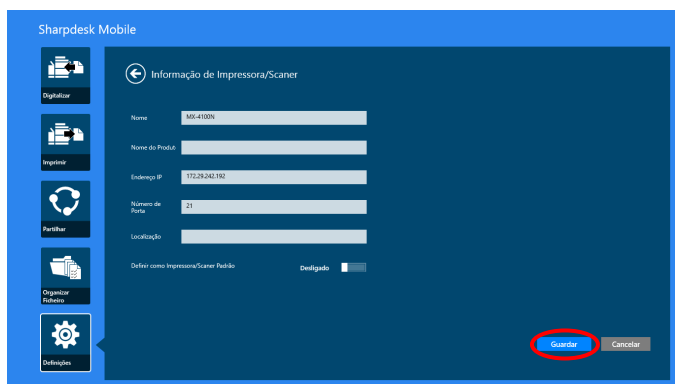 Sharpdesk Mobile
Digitalizar
Imprimir
Partilhar
Organizar
Ficheiro
Definições
Informação de Impressora/Scaner
Nome
MX-4100N
Nome do Produt
Endereço IP
172.29.242.192
Número de
Porta
21
Localização
Definir como Impressora/Scaner Padrão
Desligado
Guardar
Cancelar